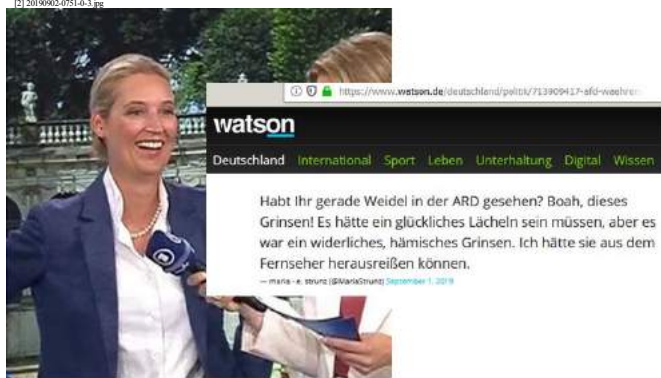 [2] 20190902-0751-0-3.jpg
https://www.watson.de/deutschland/politik/713909417-afd-waehrer
watson
Deutschland International Sport Leben Unterhaltung Digital Wissen
Habt Ihr gerade Weidel in der ARD gesehen? Boah, dieses
Grinsen! Es hätte ein glückliches Lächeln sein müssen, aber es
war ein widerliches, hämisches Grinsen. Ich hätte sie aus dem
Fernseher herausreißen können.
— maria - e. strunz (@MariaStrunz) September 1, 2019